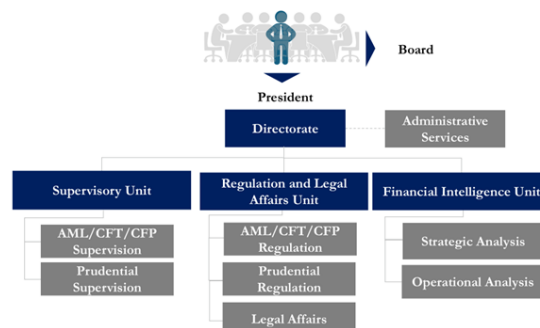 Board
President
Directorate
Administrative
Services
Supervisory Unit
Regulation and Legal
Affairs Unit
Financial Intelligence Unit
AML/CFT/CFP
Supervision
Prudential
Supervision
AML/CFT/CFP
Regulation
Prudential
Regulation
Legal Affairs
Strategic Analysis
Operational Analysis